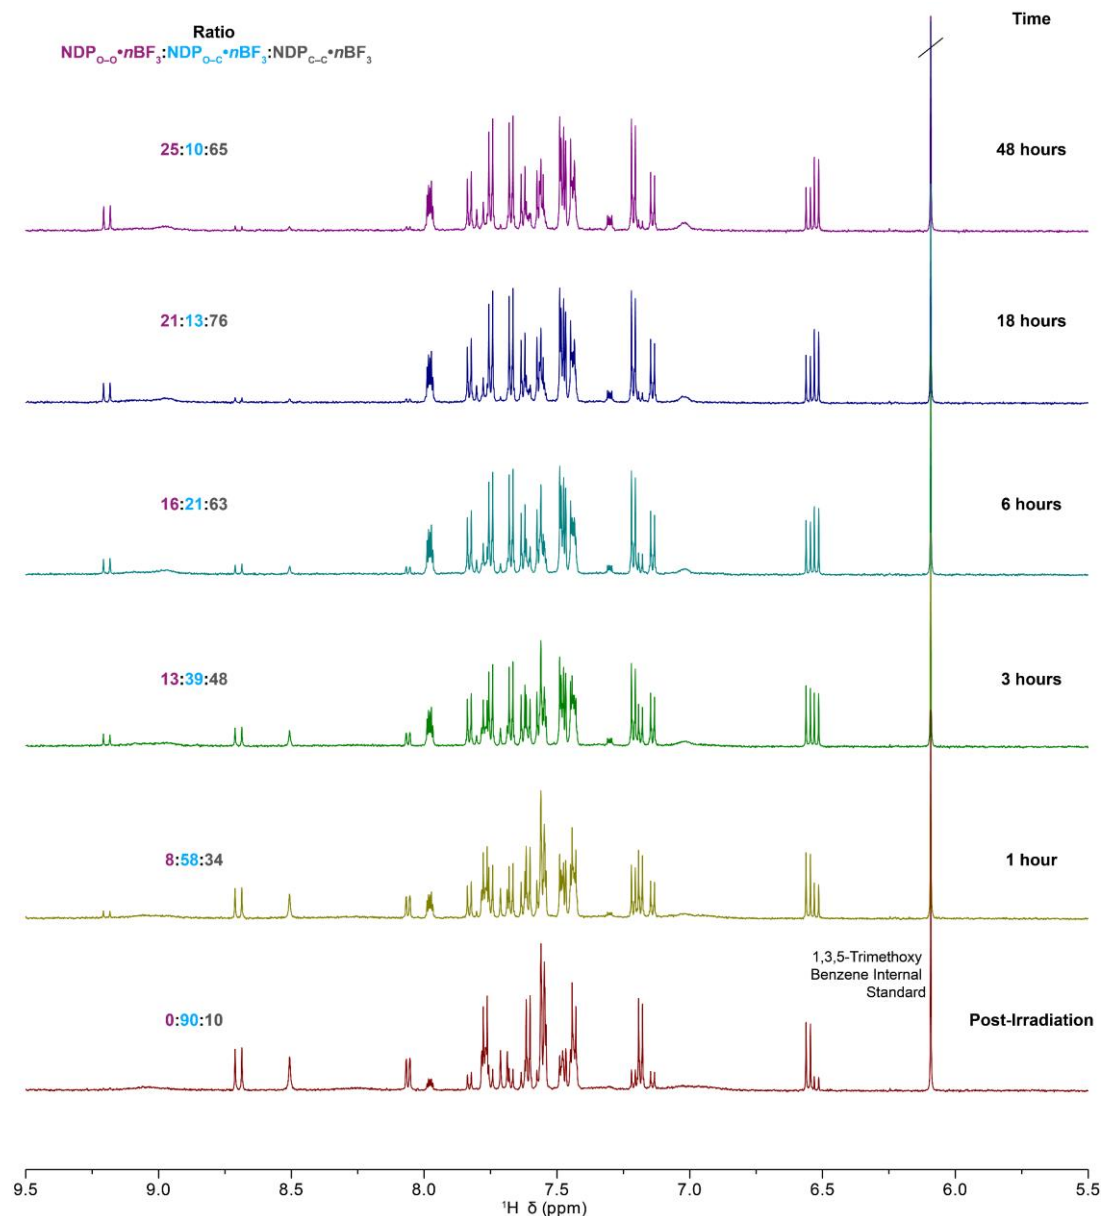 Ratio
Time
NDPO–O•nBF3:NDPO–C•nBF3:NDPC–C•nBF3
25:10:65
48 hours
21:13:76
18 hours
16:21:63
6 hours
13:39:48
3 hours
8:58:34
1 hour
1,3,5-Trimethoxy
Benzene Internal
Standard
0:90:10
Post-Irradiation
9.5 9.0 8.5 8.0 7.5 7.0 6.5 6.0 5.5
1H δ (ppm)